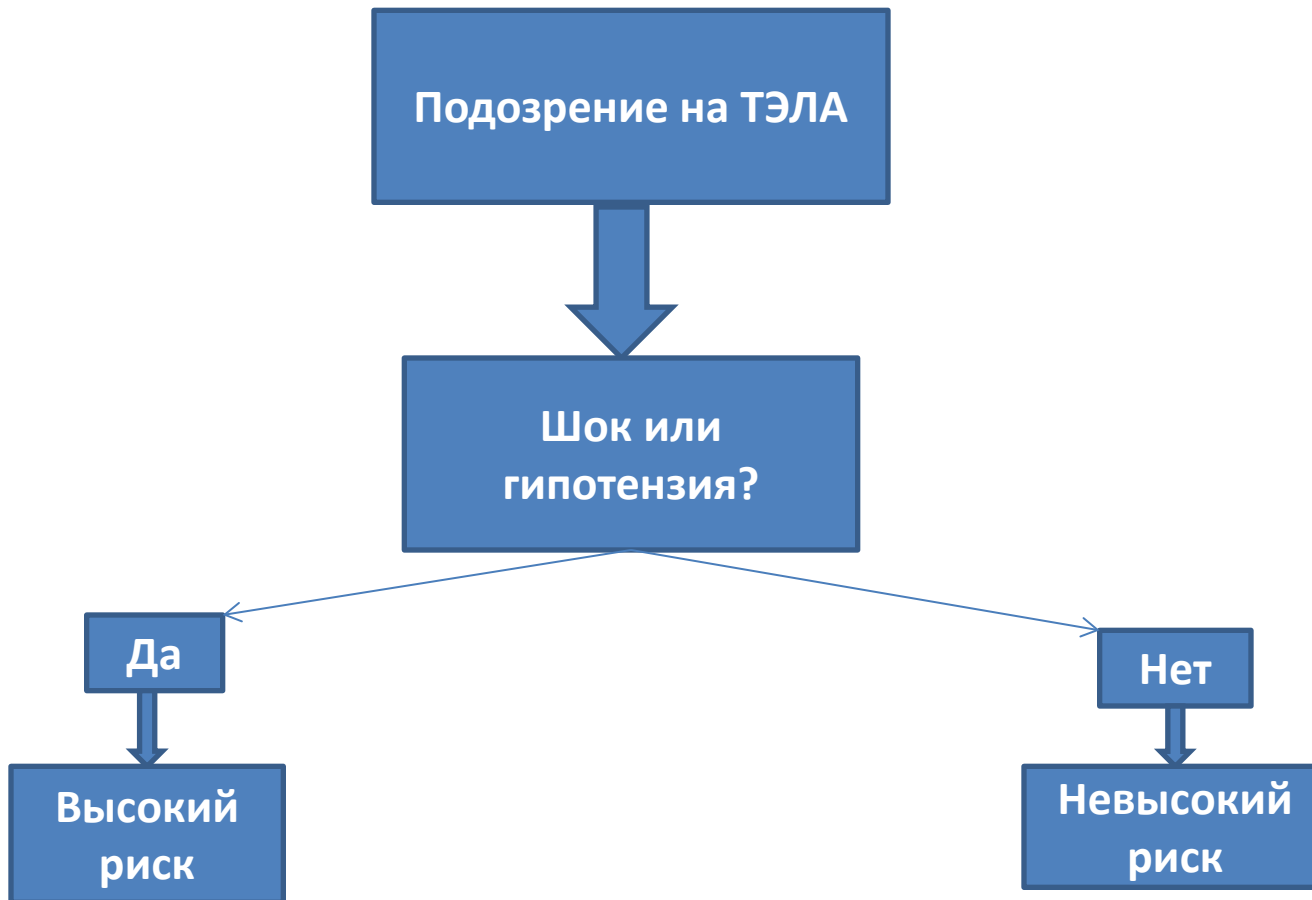 Подозрение на ТЭЛА
Шок или
гипотензия?
Да
Нет
Высокий
риск
Невысокий
риск